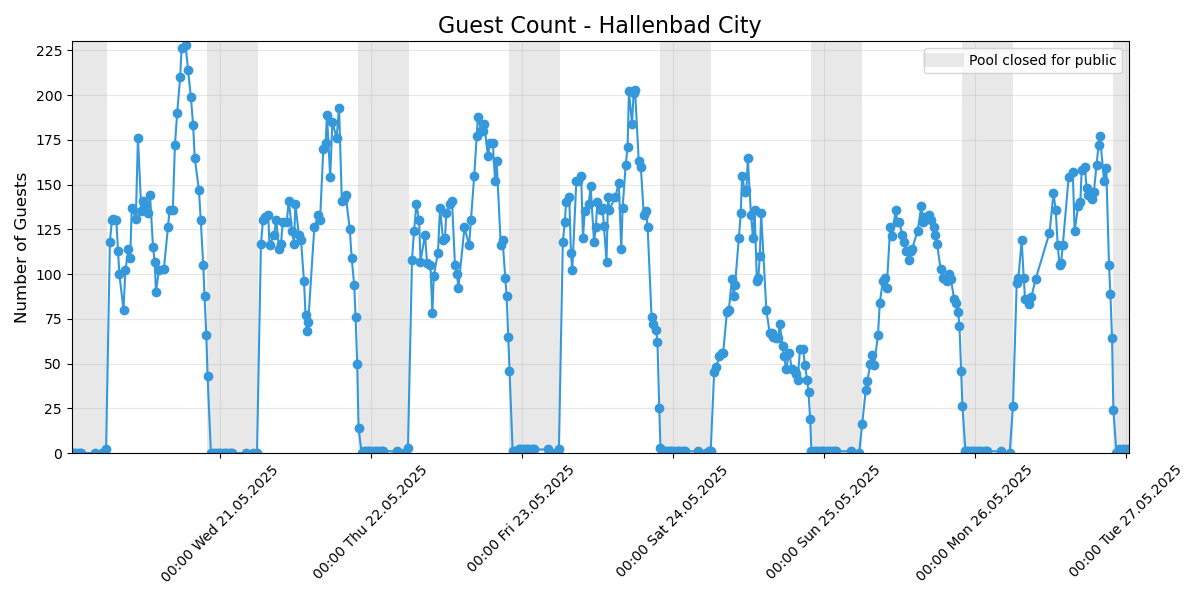 Guest Count - Hallenbad City
Pool closed for public
Number of Guests
225
200
175
150
125
100
75
50
25
0
00:00 Wed 21.05.2025
00:00 Thu 22.05.2025
00:00 Fri 23.05.2025
00:00 Sat 24.05.2025
00:00 Sun 25.05.2025
00:00 Mon 26.05.2025
00:00 Tue 27.05.2025